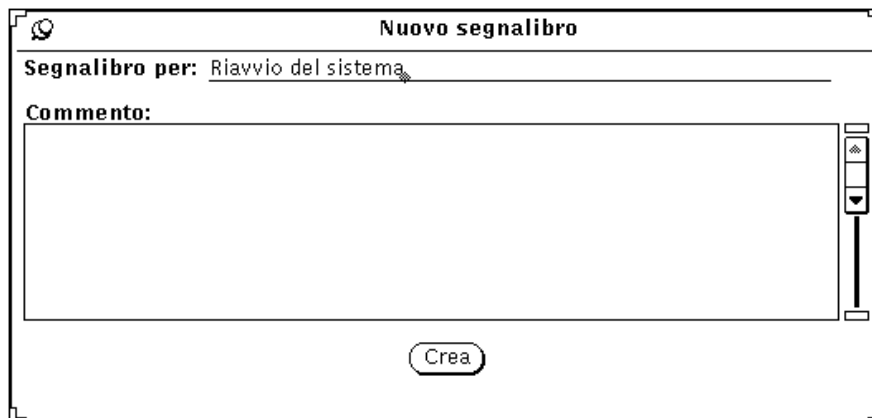 Nuovo segnalibro
Segnalibro per: Riavvio del sistema
Commento:
Crea